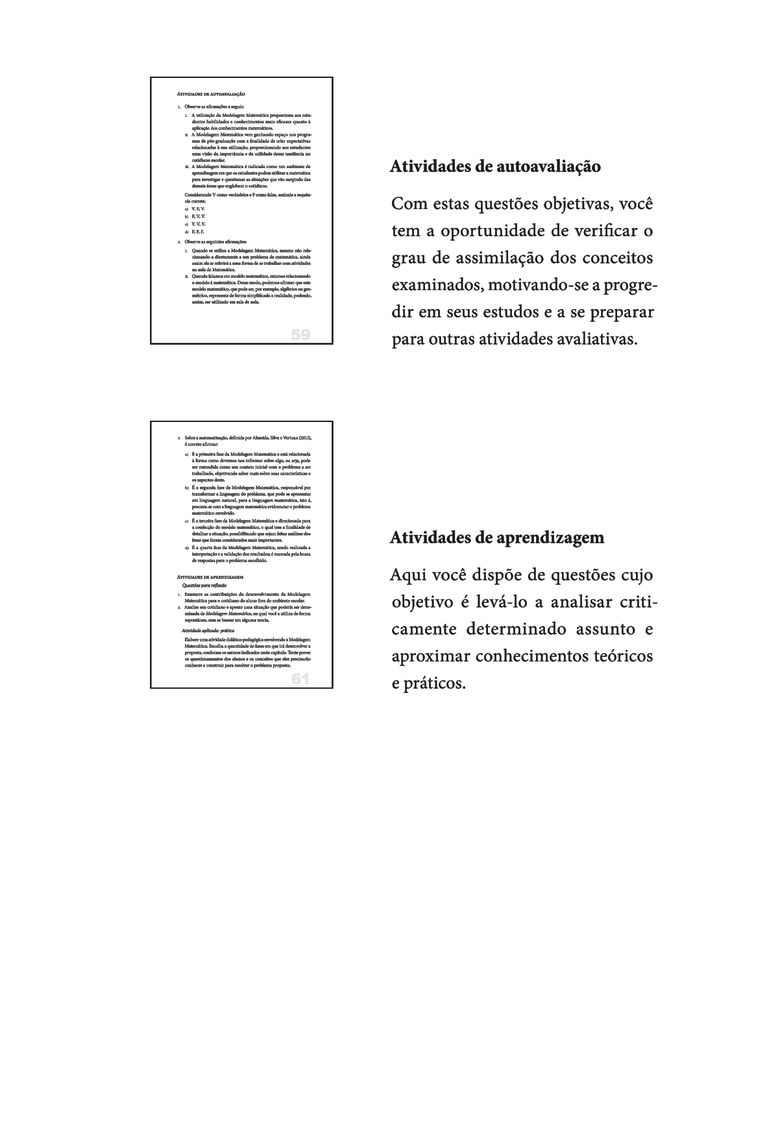 ATIVIDADES DE AUTOAVALIAÇÃO
1. Observe as afirmações a seguir:
I. A utilização da Modelagem Matemática proporciona aos estu-
dantes habilidades e conhecimentos mais eficazes quanto à
aplicação dos conhecimentos matemáticos.
II. A Modelagem Matemática vem ganhando espaço nos progra-
mas de pós-graduação com a finalidade de criar expectativas
relacionadas à sua utilização, proporcionando aos estudantes
uma visão da importância e da utilidade dessa tendência no
cotidiano escolar.
III. A Modelagem Matemática é indicada como um ambiente de
aprendizagem em que os estudantes podem utilizar a matemática
para investigar e questionar as situações que vão surgindo das
demais áreas que englobam o cotidiano.
Considerando V como verdadeira e F como falsa, assinale a sequên-
cia correta:
a) V, F, V.
b) F, V, V.
c) V, V, V.
d) F, F, F.
2. Observe as seguintes afirmações:
I. Quando se utiliza a Modelagem Matemática, mesmo não rela-
cionando-a diretamente a um problema de matemática, ainda
assim ela se referirá a uma forma de se trabalhar com atividades
na aula de Matemática.
II. Quando falamos em modelo matemático, estamos relacionando
o modelo à matemática. Desse modo, podemos afirmar que este
modelo matemático, que pode ser, por exemplo, algébrico ou geo-
métrico, representa de forma simplificada a realidade, podendo,
assim, ser utilizado em sala de aula.
59
Atividades de autoavaliação
Com estas questões objetivas, você
tem a oportunidade de verificar o
grau de assimilação dos conceitos
examinados, motivando-se a progre-
dir em seus estudos e a se preparar
para outras atividades avaliativas.
3. Sobre a matematização, definida por Almeida, Silva e Vertuan (2013),
é correto afirmar:
a) É a primeira fase da Modelagem Matemática e está relacionada
à forma como devemos nos informar sobre algo, ou seja, pode
ser entendida como um contato inicial com o problema a ser
trabalhado, objetivando saber mais sobre suas características e
os aspectos deste.
b) É a segunda fase da Modelagem Matemática, responsável por
transformar a linguagem do problema, que pode se apresentar
em linguagem natural, para a linguagem matemática, isto é,
procura-se com a linguagem matemática evidenciar o problema
matemático envolvido.
c) É a terceira fase da Modelagem Matemática e direcionada para
a confecção do modelo matemático, o qual tem a finalidade de
detalhar a situação, possibilitando que sejam feitas análises dos
itens que foram considerados mais importantes.
d) É a quarta fase da Modelagem Matemática, sendo realizada a
interpretação e a validação dos resultados; é marcada pela busca
de respostas para o problema escolhido.
ATIVIDADES DE APRENDIZAGEM
Questões para reflexão
1. Enumere as contribuições do desenvolvimento da Modelagem
Matemática para o cotidiano do aluno fora do ambiente escolar.
2. Analise seu cotidiano e aponte uma situação que poderia ser deno-
minada de Modelagem Matemática, na qual você a utiliza de forma
espontânea, sem se basear em alguma teoria.
Atividade aplicada: prática
Elabore uma atividade didático-pedagógica envolvendo a Modelagem
Matemática. Escolha a quantidade de fases em que irá desenvolver a
proposta, conforme os autores indicados neste capítulo. Tente prever
os questionamentos dos alunos e os conceitos que eles precisarão
conhecer e construir para resolver o problema proposto.
61
Atividades de aprendizagem
Aqui você dispõe de questões cujo
objetivo é levá-lo a analisar criti-
camente determinado assunto e
aproximar conhecimentos teóricos
e práticos.